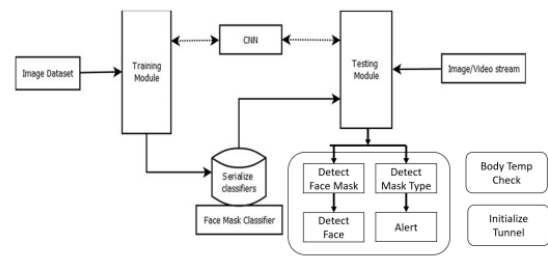 CNN
Training
Module
Testing
Module
Image Dataset
Image/Video stream
Serialize
classifiers
Face Mask Classifier
Detect
Face Mask
Detect
Mask Type
Detect
Face
Alert
Body Temp
Check
Initialize
Tunnel